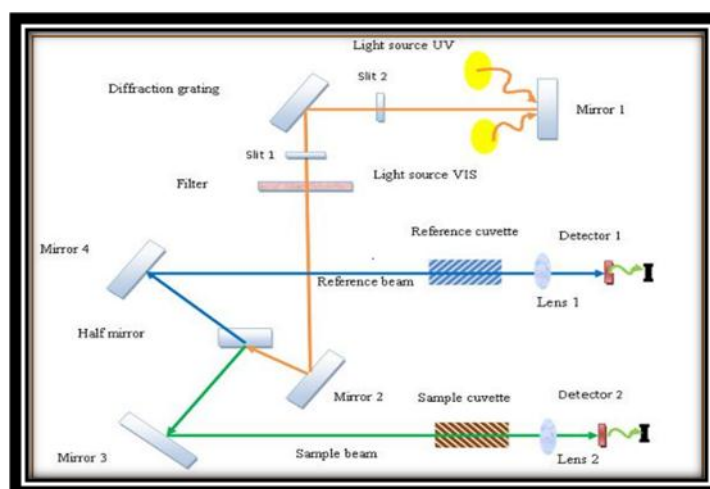 Light source UV
Slit 2
Diffraction grating
Mirror 1
Slit 1
Light source VIS
Filter
Reference cuvette
Detector 1
Mirror 4
Reference beam
Lens 1
Half mirror
Mirror 2
Sample cuvette
Detector 2
Mirror 3
Sample beam
Lens 2
I
I